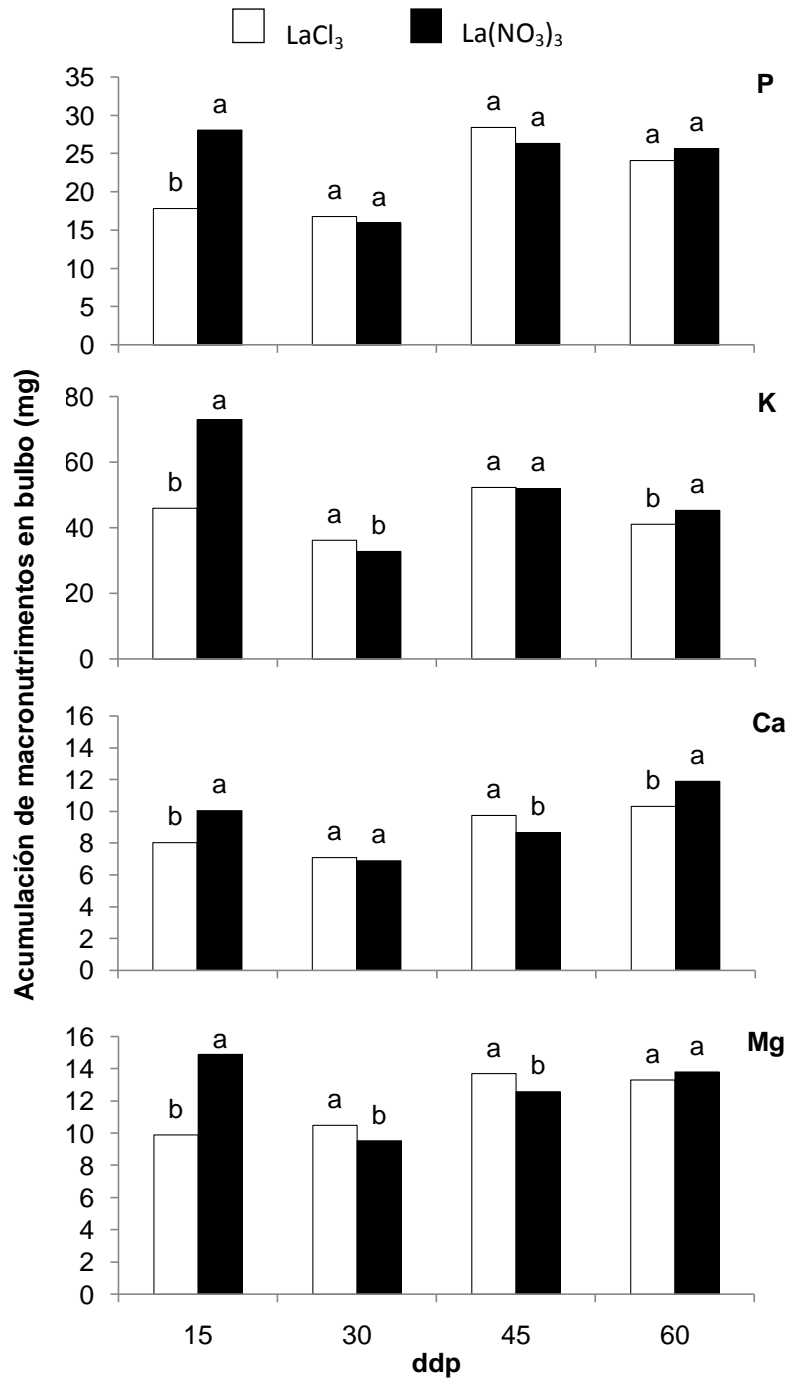 LaCl₃ La(NO₃)₃
P
35
30
25
20
15
10
5
0
b a a a a a a a
K
80
60
40
20
0
b a a b a a b a
Ca
16
14
12
10
8
6
4
2
0
b a a a a b b a
Mg
16
14
12
10
8
6
4
2
0
b a a b a b a a
15 30 45 60
ddp
Acumulación de macronutrimentos en bulbo (mg)